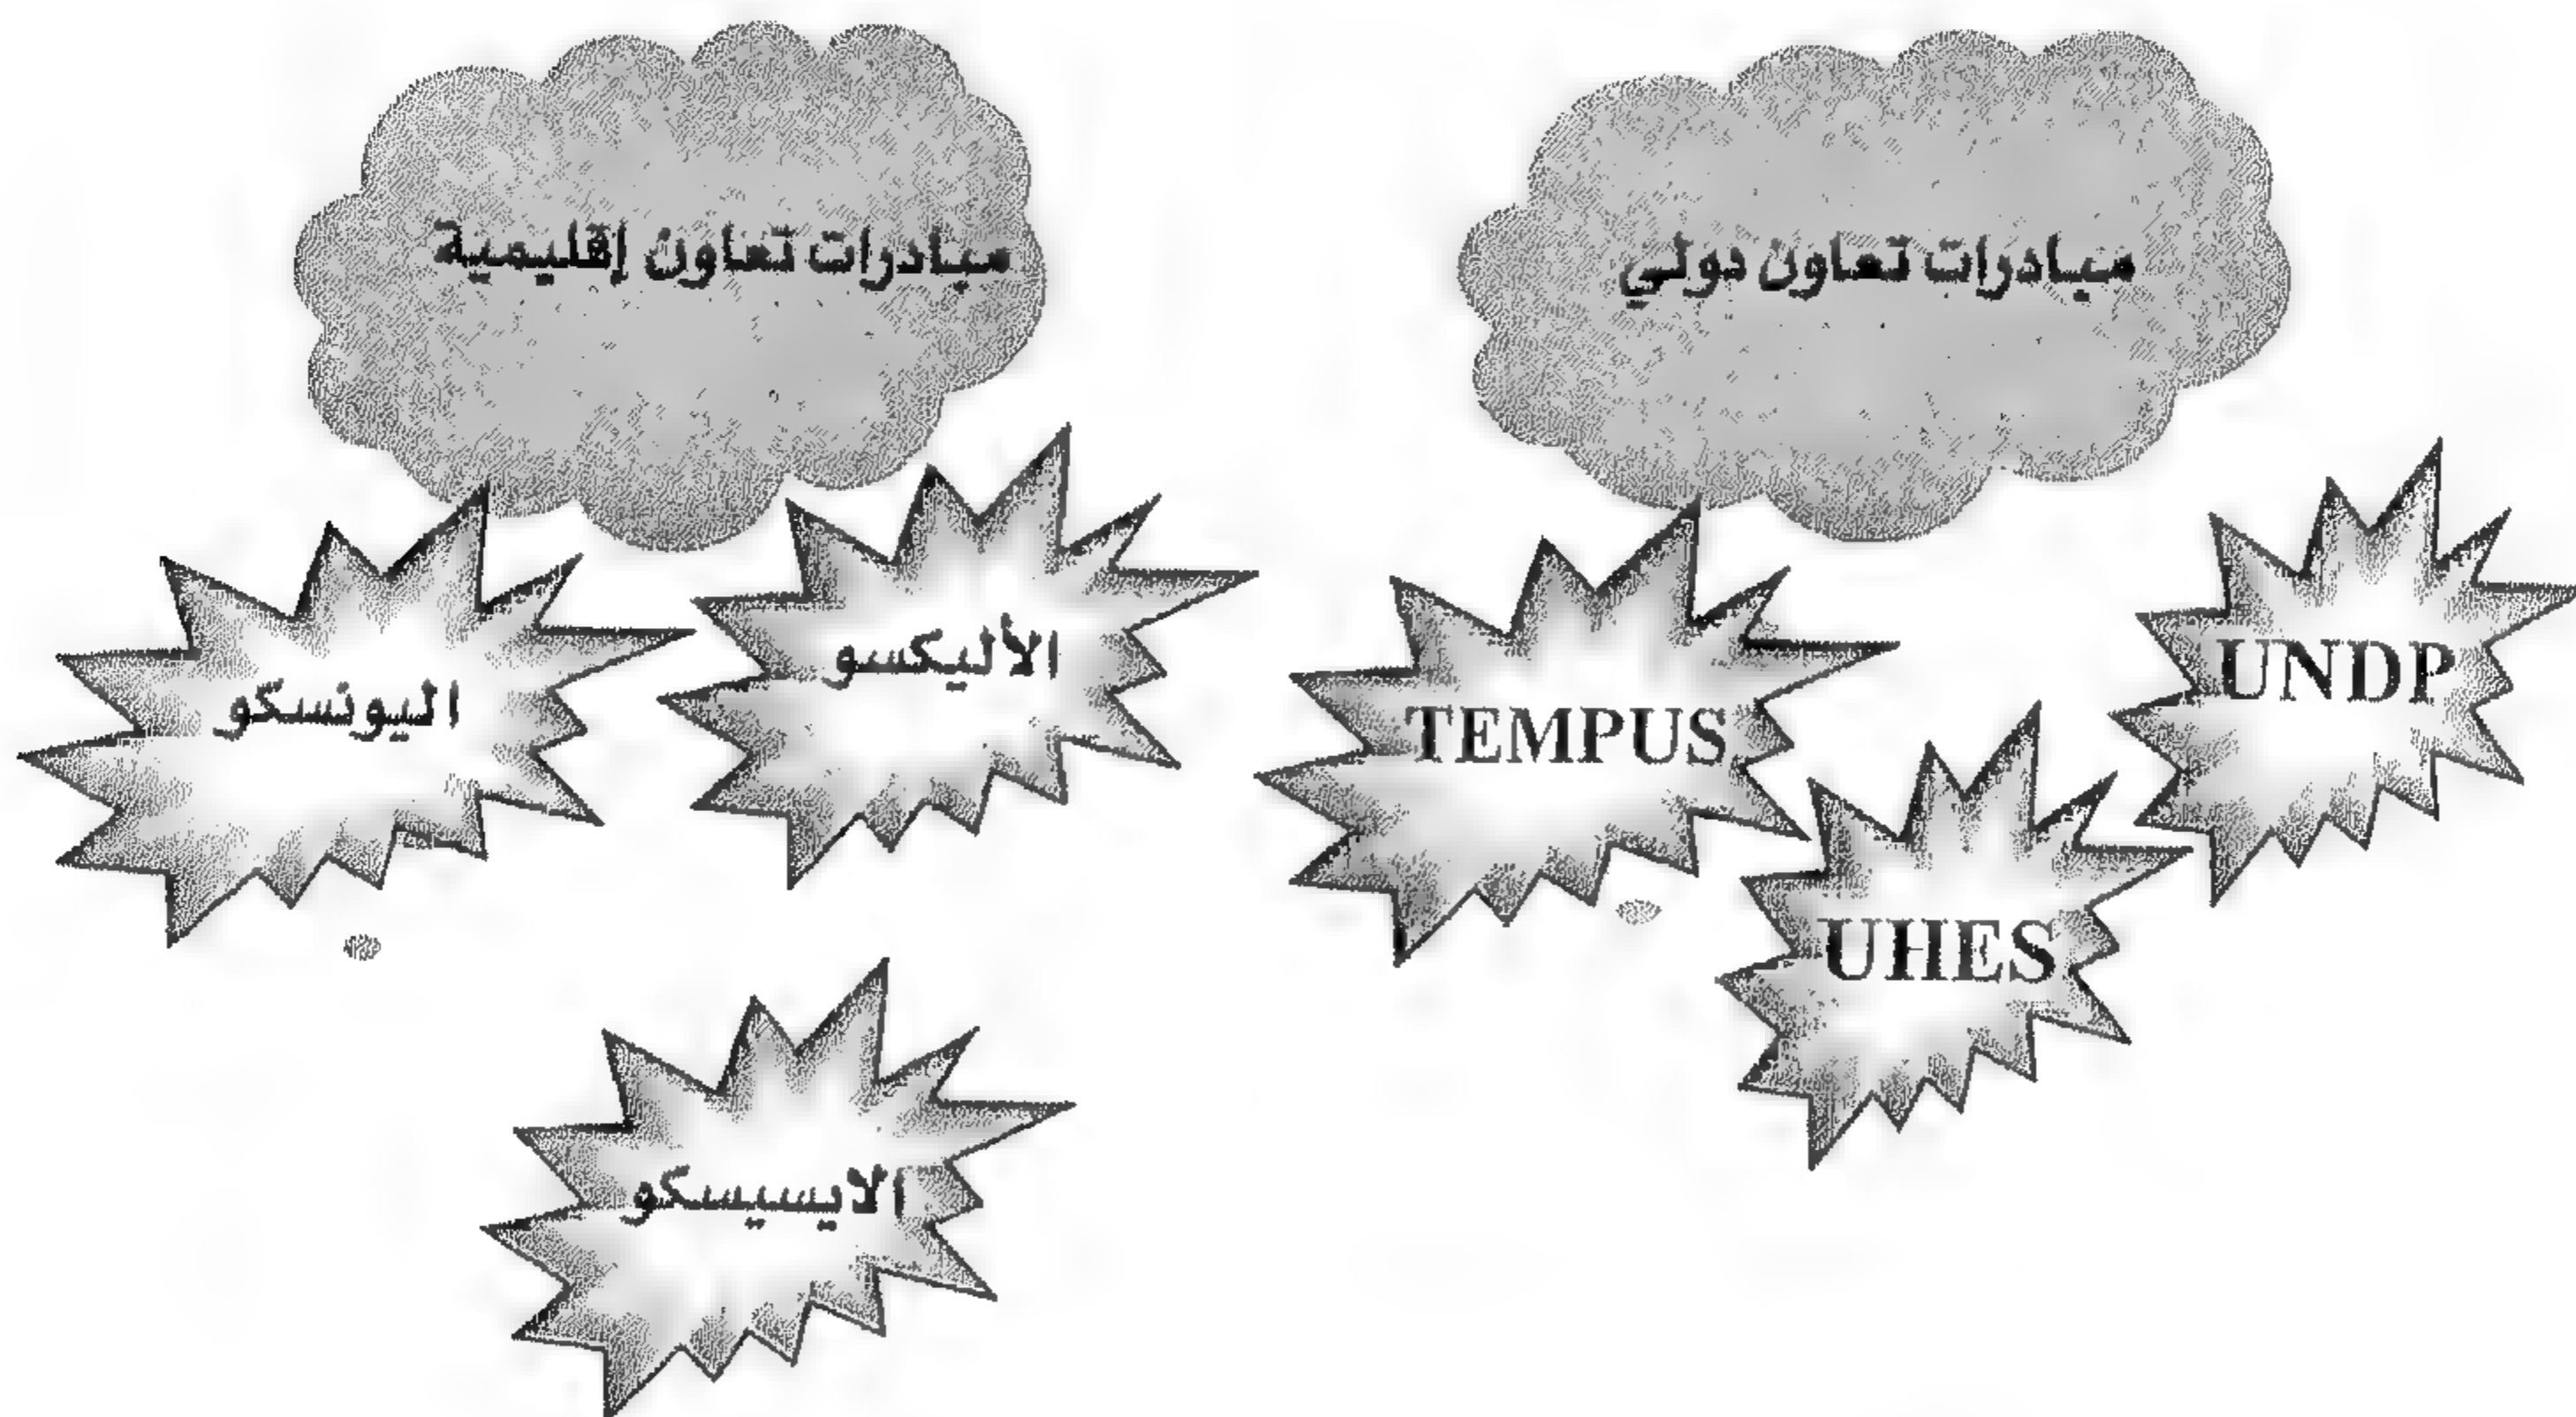 مبادرات تعاون دولي
مبادرات تعاون إقليمية
UNDP
TEMPUS
UHES
الأليكسو
اليونسكو
الايسيسكو